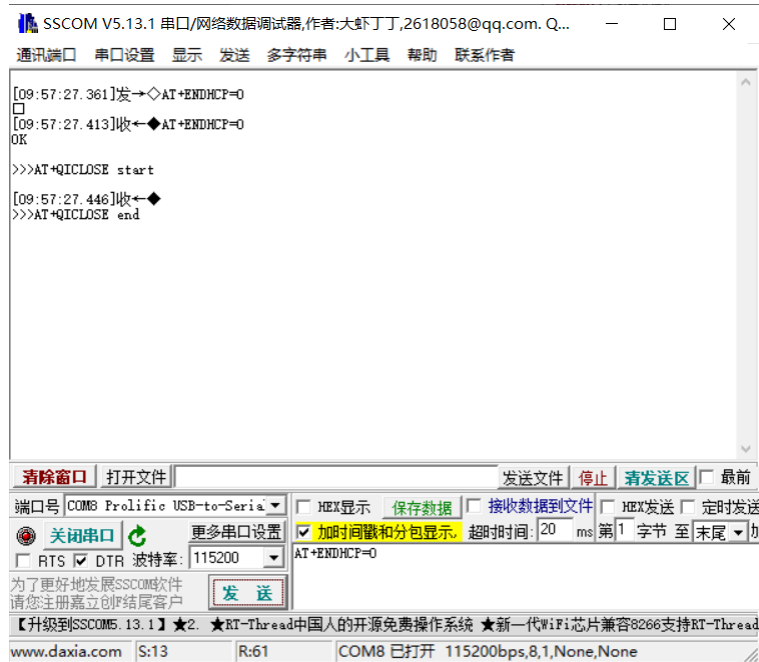 SSCOM V5.13.1 串口/网络数据调试器,作者:大虾丁丁,2618058@qq.com. Q...
通讯端口 串口设置 显示 发送 多字符串 小工具 帮助 联系作者
[09:57:27.361]发→◇AT+ENDHCP=0
□
[09:57:27.413]收←◆AT+ENDHCP=0
OK
>>>AT+QICLOSE start
[09:57:27.446]收←◆
>>>AT+QICLOSE end
清除窗口 打开文件 发送文件 停止 清发送区 最前
端口号 COM8 Prolific USB-to-Seria HEX显示 保存数据 接收数据到文件 HEX发送 定时发送
关闭串口 更多串口设置 加时间戳和分包显示, 超时时间: 20 ms 第 1 字节 至 末尾 加
RTS DTR 波特率: 115200 AT+ENDHCP=0
为了更好地发展SSCOM软件
请您注册嘉立创F结尾客户
发 送
【升级到SSCOM5.13.1】★2. ★RT-Thread中国人的开源免费操作系统 ★新一代WiFi芯片兼容8266支持RT-Thread
www.daxia.com S:13 R:61 COM8 已打开 115200bps,8,1,None,None